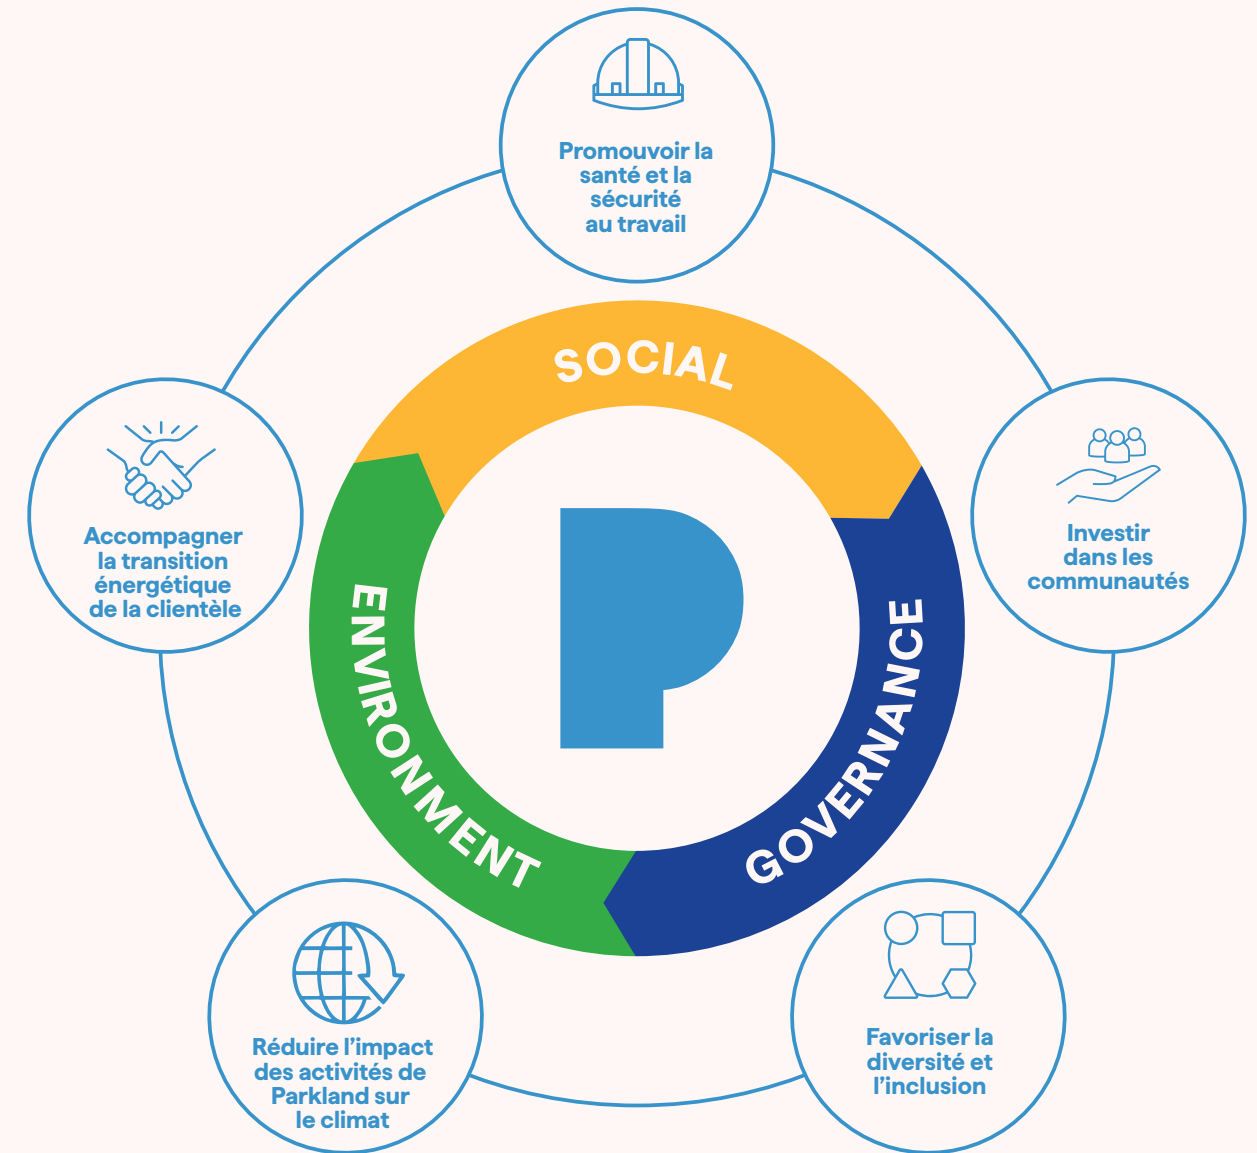 Promouvoir la
santé et la
sécurité
au travail
SOCIAL
Accompagner
la transition
énergétique
de la clientèle
Investir
dans les
communautés
ENVIRONMENT
GOVERNANCE
Réduire l’impact
des activités de
Parkland sur
le climat
Favoriser la
diversité et
l’inclusion